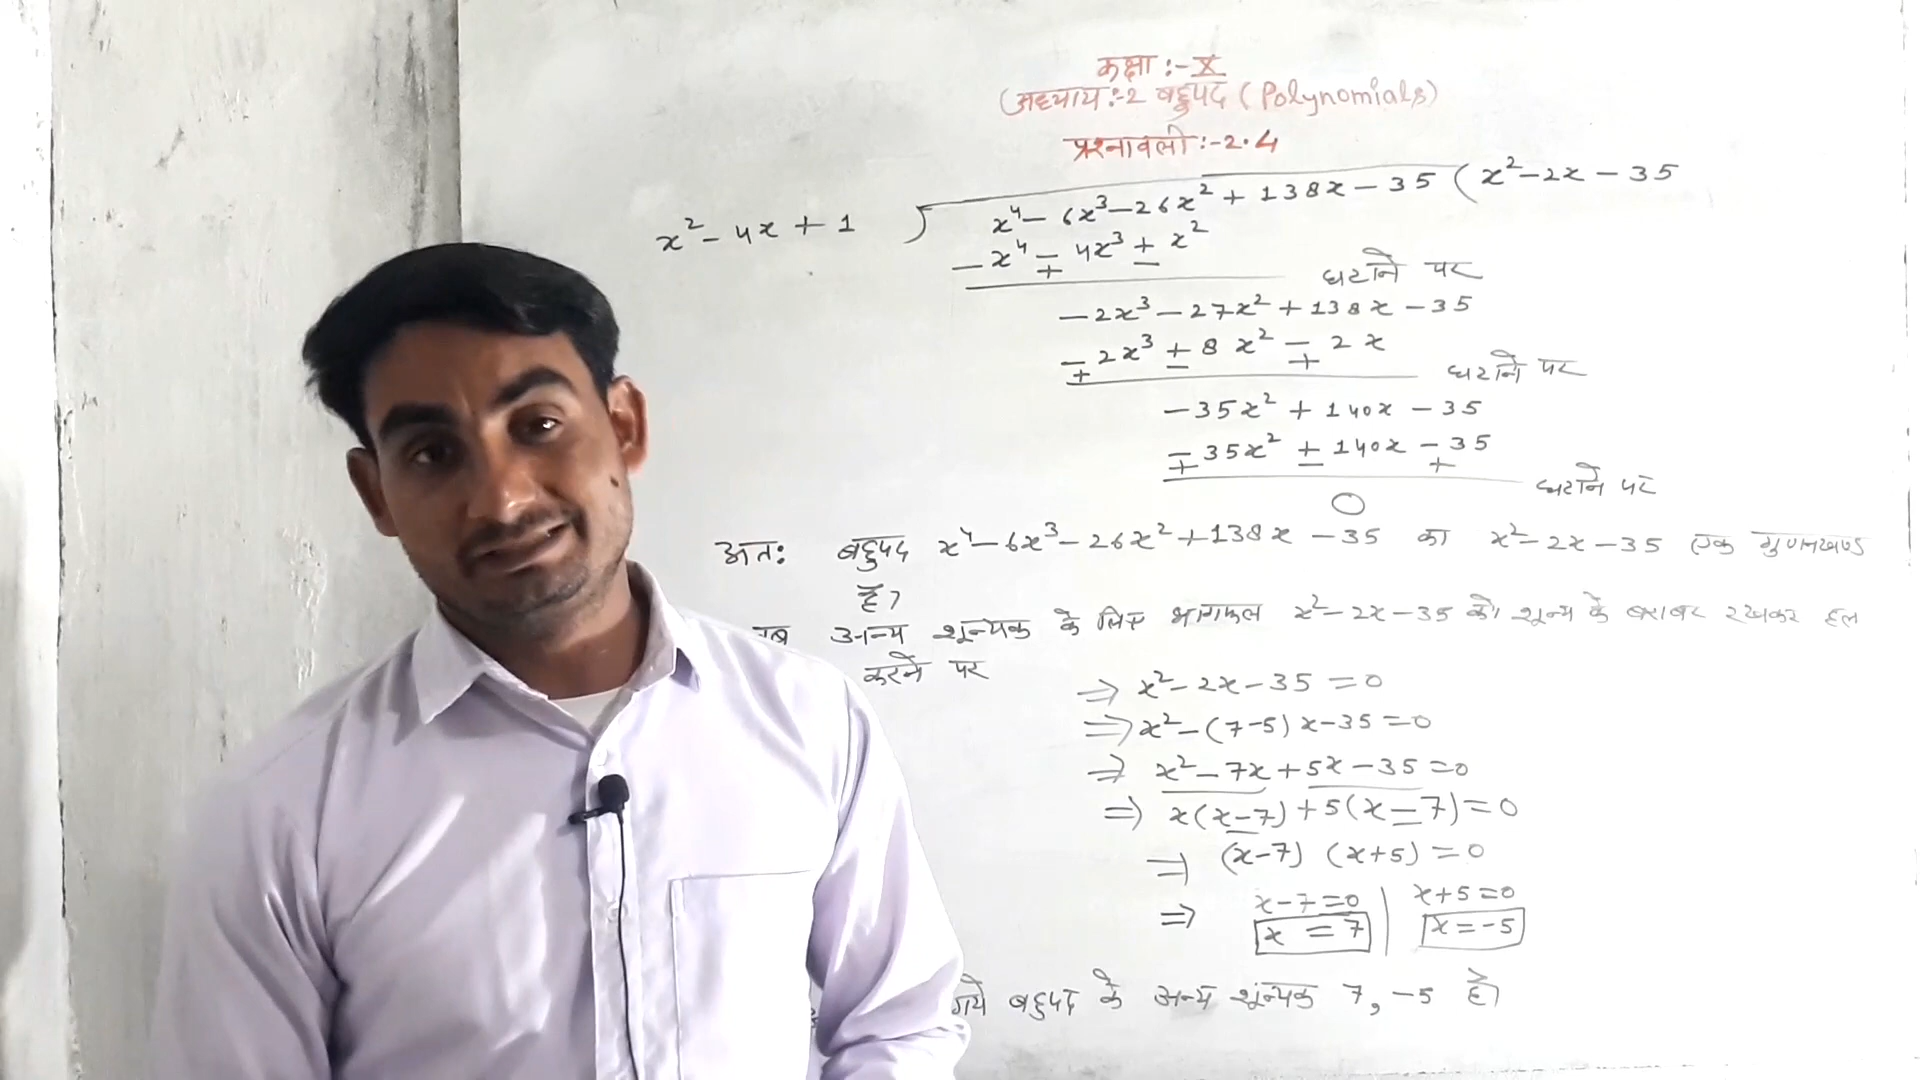 कक्षा :- X
अध्याय :- 2 बहुपद (Polynomials)
प्रश्नावली :- 2.4
x² - 4x + 1 ) x⁴ - 6x³ - 26x² + 138x - 35 ( x² - 2x - 35
- x⁴ ∓ 4x³ ± x²
घटाने पर
- 2x³ - 27x² + 138x - 35
∓ 2x³ ± 8x² ∓ 2x
घटाने पर
- 35x² + 140x - 35
∓ 35x² ± 140x ∓ 35
घटाने पर
0
अतः बहुपद x⁴ - 6x³ - 26x² + 138x - 35 का x² - 2x - 35 एक गुणनखण्ड
है,
अन्य शून्यक के लिए भागफल x² - 2x - 35 को शून्य के बराबर रखकर हल
करने पर
⇒ x² - 2x - 35 = 0
⇒ x² - (7-5)x - 35 = 0
⇒ x² - 7x + 5x - 35 = 0
⇒ x(x-7) + 5(x-7) = 0
⇒ (x-7) (x+5) = 0
⇒ x-7=0 | x+5=0
x = 7 | x = -5
गये बहुपद के अन्य शून्यक 7, -5 है।